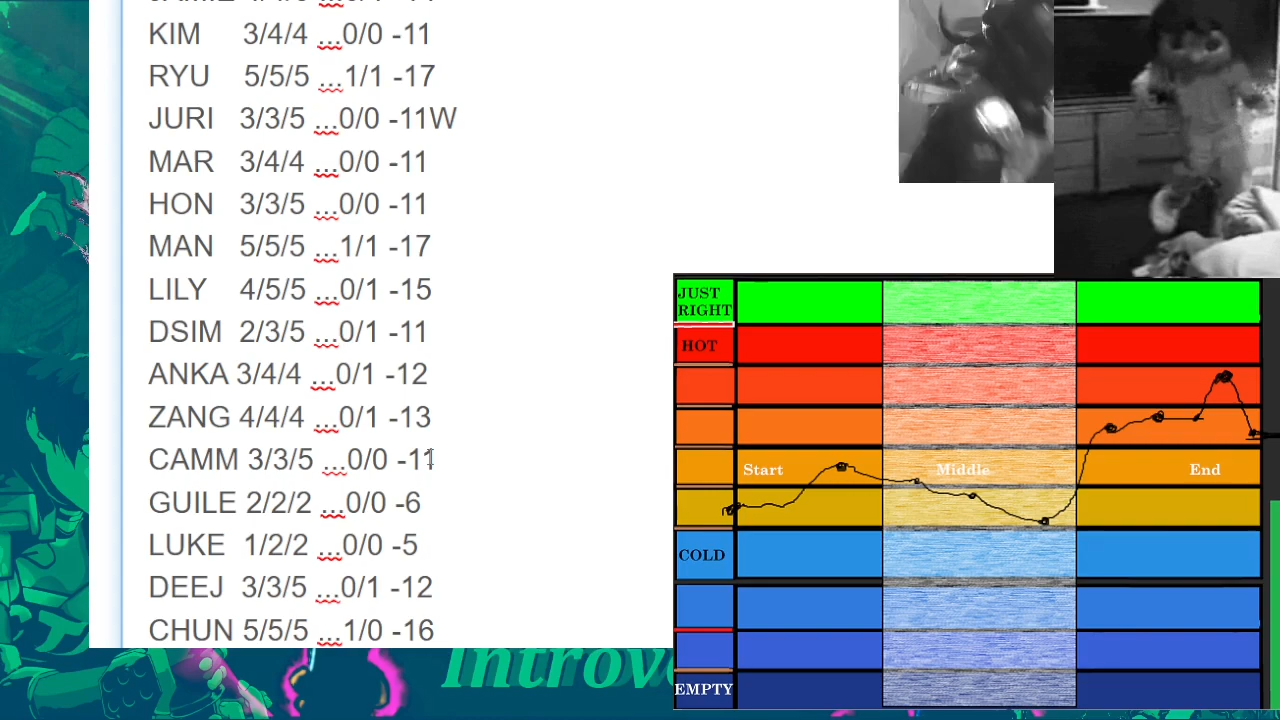 KIM 3/4/4 ...0/0 -11
RYU 5/5/5 ...1/1 -17
JURI 3/3/5 ...0/0 -11W
MAR 3/4/4 ...0/0 -11
HON 3/3/5 ...0/0 -11
MAN 5/5/5 ...1/1 -17
LILY 4/5/5 ...0/1 -15
DSIM 2/3/5 ...0/1 -11
ANKA 3/4/4 ...0/1 -12
ZANG 4/4/4 ...0/1 -13
CAMM 3/3/5 ...0/0 -11
GUILE 2/2/2 ...0/0 -6
LUKE 1/2/2 ...0/0 -5
DEEJ 3/3/5 ...0/1 -12
CHUN 5/5/5 ...1/0 -16
JUST
RIGHT
HOT
Start Middle End
COLD
EMPTY